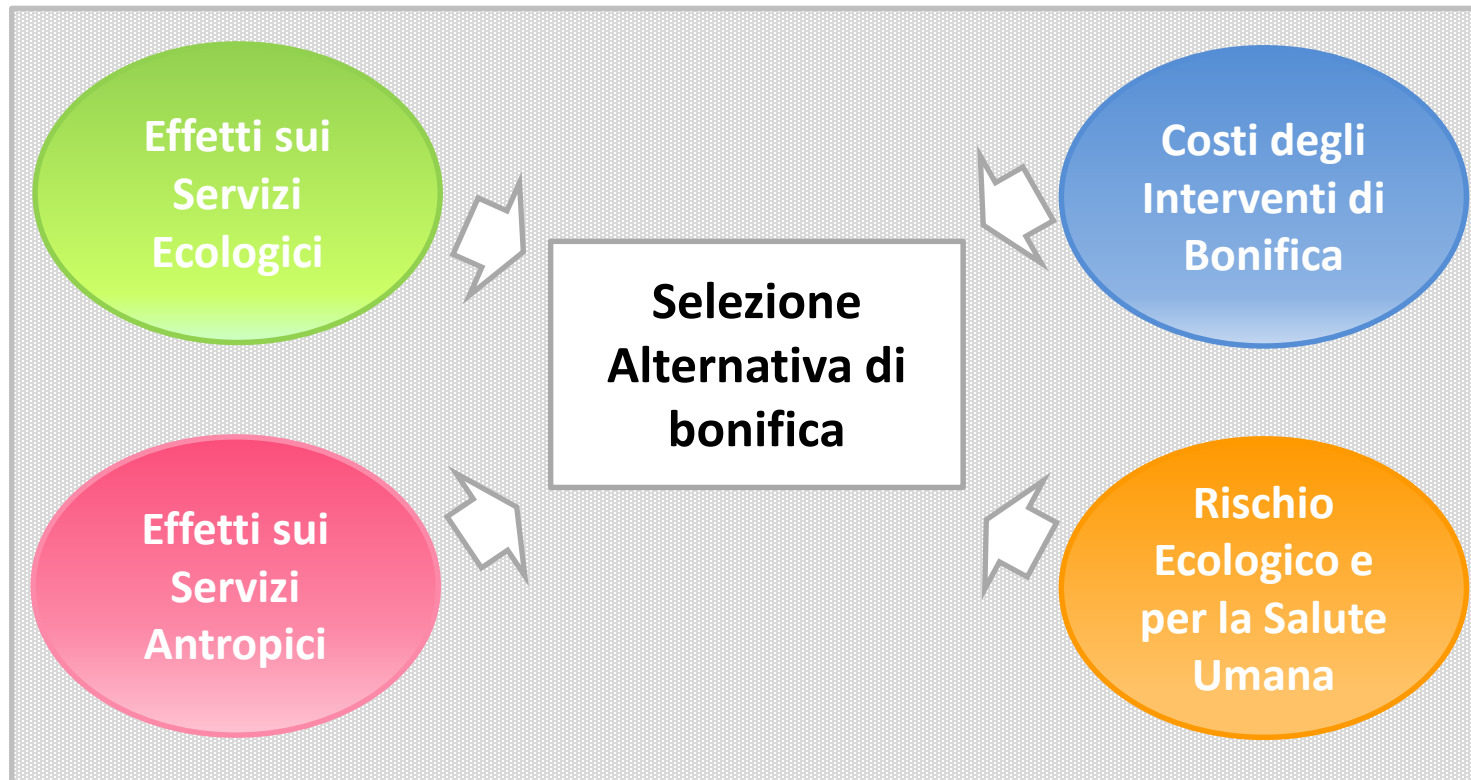 Effetti sui
Servizi
Ecologici
Costi degli
Interventi di
Bonifica
Selezione
Alternativa di
bonifica
Effetti sui
Servizi
Antropici
Rischio
Ecologico e
per la Salute
Umana